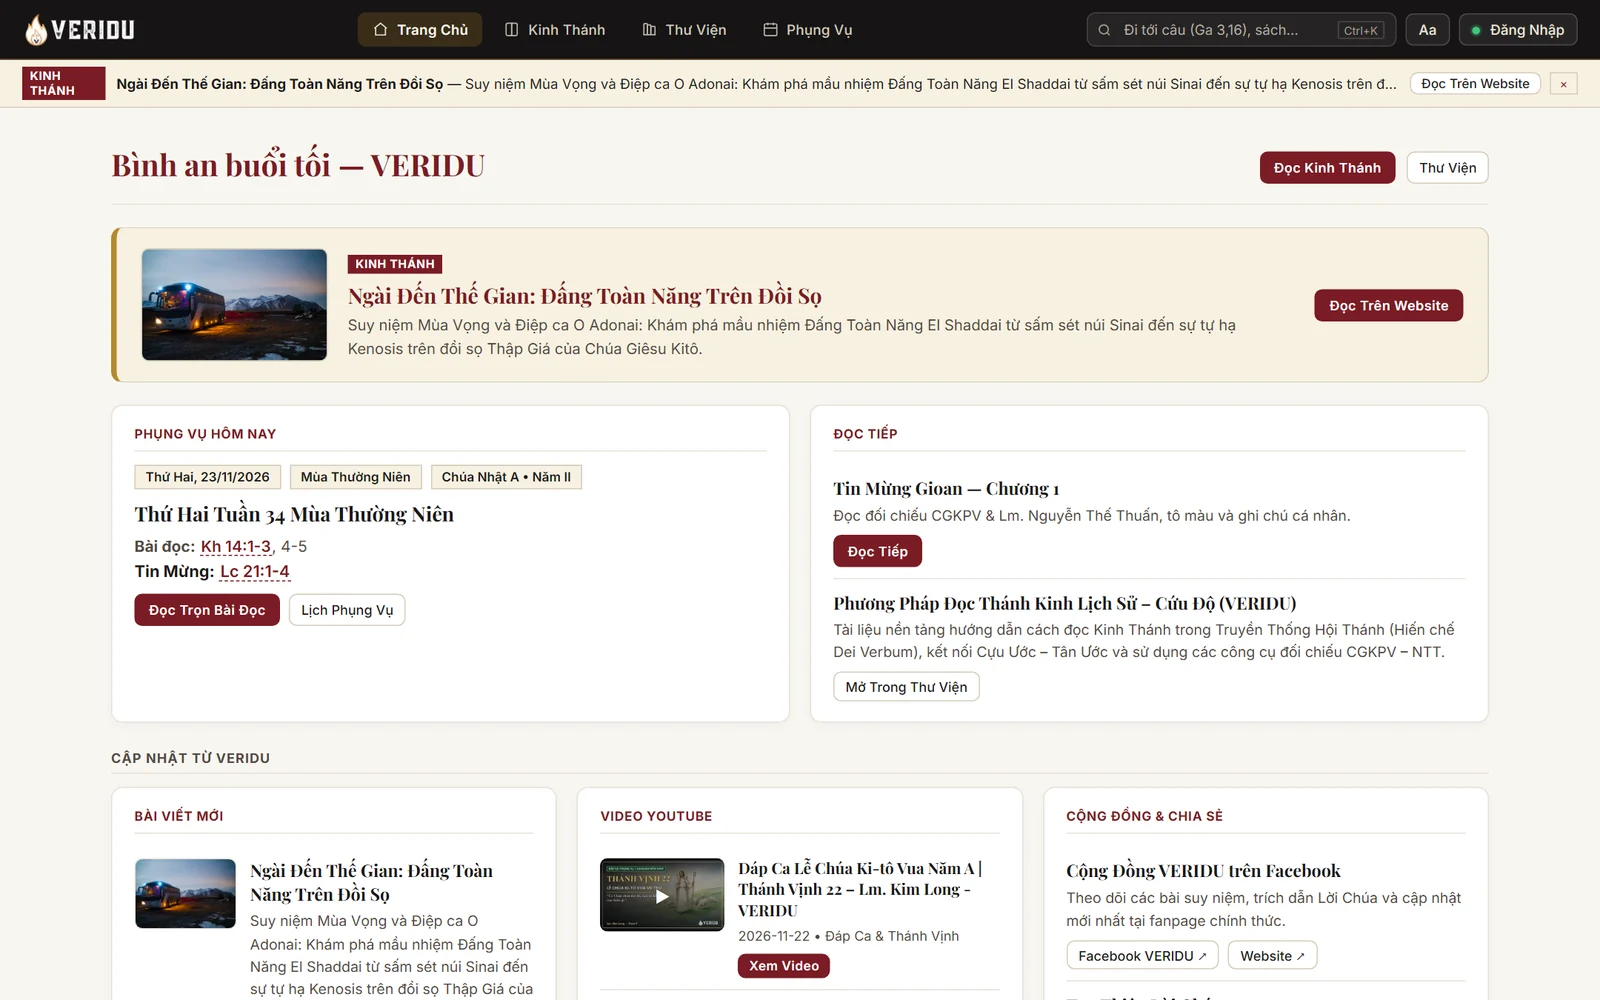 VERIDU
Trang Chủ
Kinh Thánh
Thư Viện
Phụng Vụ
Đi tới câu (Ga 3,16), sách...
Ctrl+K
Aa
Đăng Nhập
KINH THÁNH
Ngài Đến Thế Gian: Đấng Toàn Năng Trên Đồi Sọ — Suy niệm Mùa Vọng và Điệp ca O Adonai: Khám phá mầu nhiệm Đấng Toàn Năng El Shaddai từ sấm sét núi Sinai đến sự tự hạ Kenosis trên đ...
Đọc Trên Website
×
Bình an buổi tối — VERIDU
Đọc Kinh Thánh
Thư Viện
KINH THÁNH
Ngài Đến Thế Gian: Đấng Toàn Năng Trên Đồi Sọ
Suy niệm Mùa Vọng và Điệp ca O Adonai: Khám phá mầu nhiệm Đấng Toàn Năng El Shaddai từ sấm sét núi Sinai đến sự tự hạ
Kenosis trên đồi sọ Thập Giá của Chúa Giêsu Kitô.
Đọc Trên Website
PHỤNG VỤ HÔM NAY
Thứ Hai, 23/11/2026
Mùa Thường Niên
Chúa Nhật A • Năm II
Thứ Hai Tuần 34 Mùa Thường Niên
Bài đọc: Kh 14:1-3, 4-5
Tin Mừng: Lc 21:1-4
Đọc Trọn Bài Đọc
Lịch Phụng Vụ
ĐỌC TIẾP
Tin Mừng Gioan — Chương 1
Đọc đối chiếu CGKPV & Lm. Nguyễn Thế Thuấn, tô màu và ghi chú cá nhân.
Đọc Tiếp
Phương Pháp Đọc Thánh Kinh Lịch Sử – Cứu Độ (VERIDU)
Tài liệu nền tảng hướng dẫn cách đọc Kinh Thánh trong Truyền Thống Hội Thánh (Hiến chế
Dei Verbum), kết nối Cựu Ước – Tân Ước và sử dụng các công cụ đối chiếu CGKPV – NTT.
Mở Trong Thư Viện
CẬP NHẬT TỪ VERIDU
BÀI VIẾT MỚI
Ngài Đến Thế Gian: Đấng Toàn
Năng Trên Đồi Sọ
Suy niệm Mùa Vọng và Điệp ca O
Adonai: Khám phá mầu nhiệm Đấng Toàn
Năng El Shaddai từ sấm sét núi Sinai đến
sự tự hạ Kenosis trên đồi sọ Thập Giá của
VIDEO YOUTUBE
THÁNH VỊNH 22
Đáp Ca Lễ Chúa Ki-tô Vua Năm A |
Thánh Vịnh 22 – Lm. Kim Long -
VERIDU
2026-11-22 • Đáp Ca & Thánh Vịnh
Xem Video
CỘNG ĐỒNG & CHIA SẺ
Cộng Đồng VERIDU trên Facebook
Theo dõi các bài suy niệm, trích dẫn Lời Chúa và cập nhật
mới nhất tại fanpage chính thức.
Facebook VERIDU ↗
Website ↗